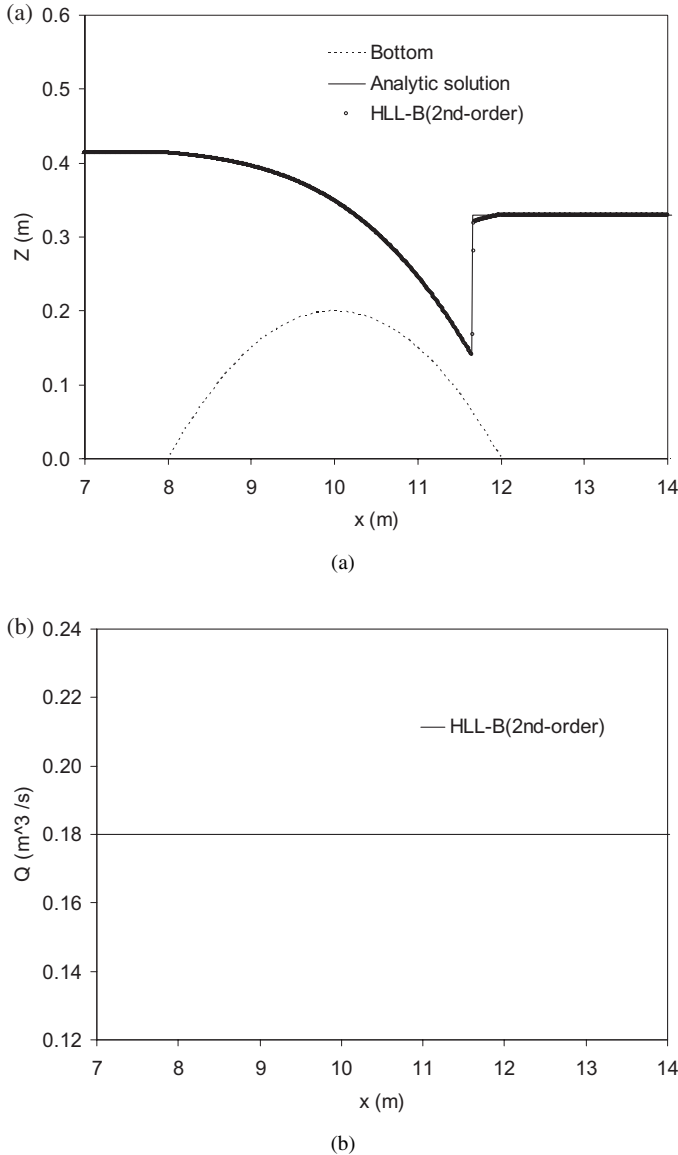 (a)
0.6
0.5
0.4
0.3
0.2
0.1
0.0
Z (m)
Bottom
Analytic solution
HLL-B(2nd-order)
7 8 9 10 11 12 13 14
x (m)
(a)
(b)
0.24
0.22
0.20
0.18
0.16
0.14
0.12
Q (m^3 /s)
HLL-B(2nd-order)
7 8 9 10 11 12 13 14
x (m)
(b)